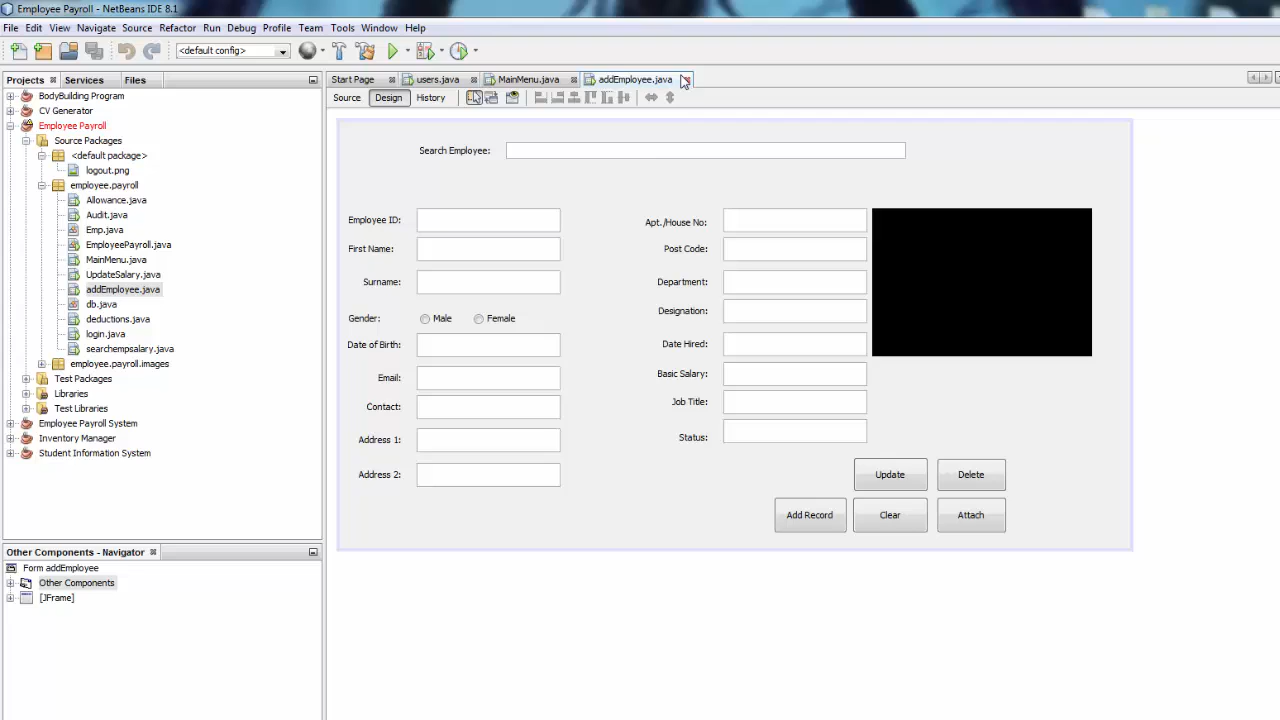 Employee Payroll - NetBeans IDE 8.1
File Edit View Navigate Source Refactor Run Debug Profile Team Tools Window Help
<default config>
Projects Services Files
Start Page users.java MainMenu.java addEmployee.java
Source Design History
BodyBuilding Program
CV Generator
Employee Payroll
Source Packages
<default package>
logout.png
employee.payroll
Allowance.java
Audit.java
Emp.java
EmployeePayroll.java
MainMenu.java
UpdateSalary.java
addEmployee.java
db.java
deductions.java
login.java
searchempsalary.java
employee.payroll.images
Test Packages
Libraries
Test Libraries
Employee Payroll System
Inventory Manager
Student Information System
Other Components - Navigator
Form addEmployee
Other Components
[JFrame]
Search Employee:
Employee ID:
First Name:
Surname:
Gender: Male Female
Date of Birth:
Email:
Contact:
Address 1:
Address 2:
Apt./House No:
Post Code:
Department:
Designation:
Date Hired:
Basic Salary:
Job Title:
Status:
Update Delete
Add Record Clear Attach